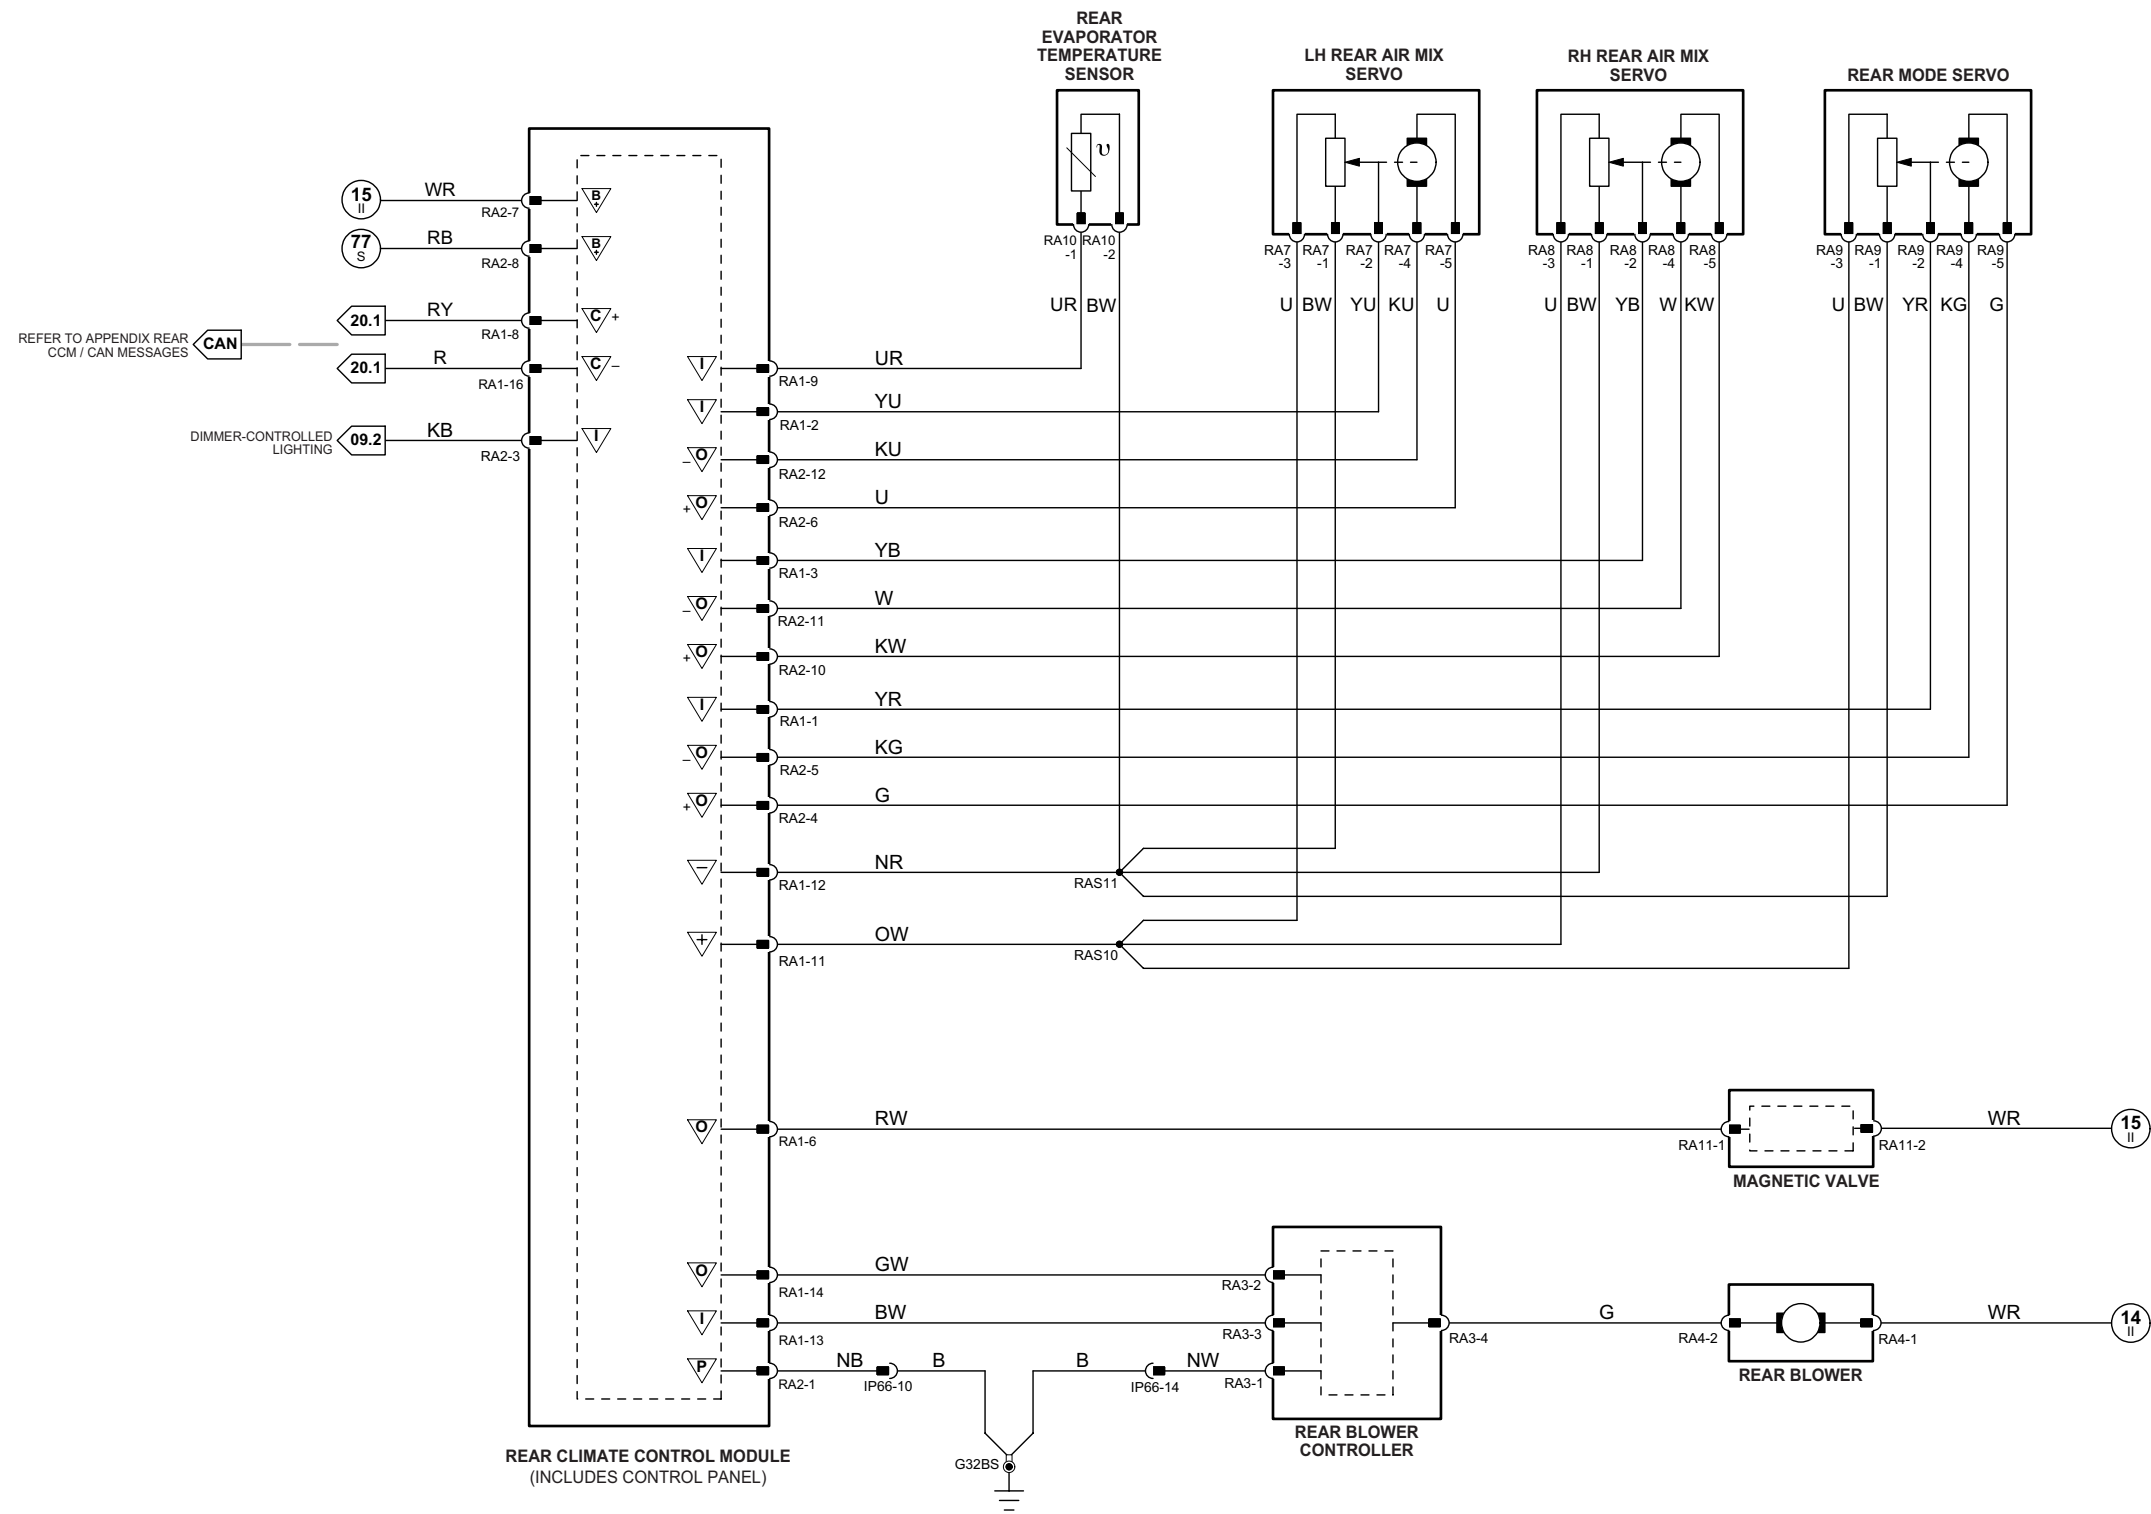 REAR
EVAPORATOR
TEMPERATURE
SENSOR
LH REAR AIR MIX
SERVO
RH REAR AIR MIX
SERVO
REAR MODE SERVO
υ
RA10
-1
RA10
-2
RA7
-3
RA7
-1
RA7
-2
RA7
-4
RA7
-5
RA8
-3
RA8
-1
RA8
-2
RA8
-4
RA8
-5
RA9
-3
RA9
-1
RA9
-2
RA9
-4
RA9
-5
UR BW
U BW YU KU U
U BW YB W KW
U BW YR KG G
15
II
WR
RA2-7
B
+
77
S
RB
RA2-8
B
+
20.1
RY
RA1-8
C +
REFER TO APPENDIX REAR
CCM / CAN MESSAGES
CAN
20.1
R
RA1-16
C –
DIMMER-CONTROLLED
LIGHTING
09.2
KB
RA2-3
I
I
UR
RA1-9
I
YU
RA1-2
– O
KU
RA2-12
+ O
U
RA2-6
I
YB
RA1-3
– O
W
RA2-11
+ O
KW
RA2-10
I
YR
RA1-1
– O
KG
RA2-5
+ O
G
RA2-4
–
NR
RA1-12
RAS11
+
OW
RA1-11
RAS10
O
RW
RA1-6
RA11-1
RA11-2
WR
15
II
MAGNETIC VALVE
O
GW
RA1-14
RA3-2
I
BW
RA1-13
RA3-3
RA3-4
G
RA4-2
RA4-1
WR
14
II
P
NB
B
B
NW
RA2-1
IP66-10
IP66-14
RA3-1
REAR BLOWER
REAR BLOWER
CONTROLLER
REAR CLIMATE CONTROL MODULE
(INCLUDES CONTROL PANEL)
G32BS